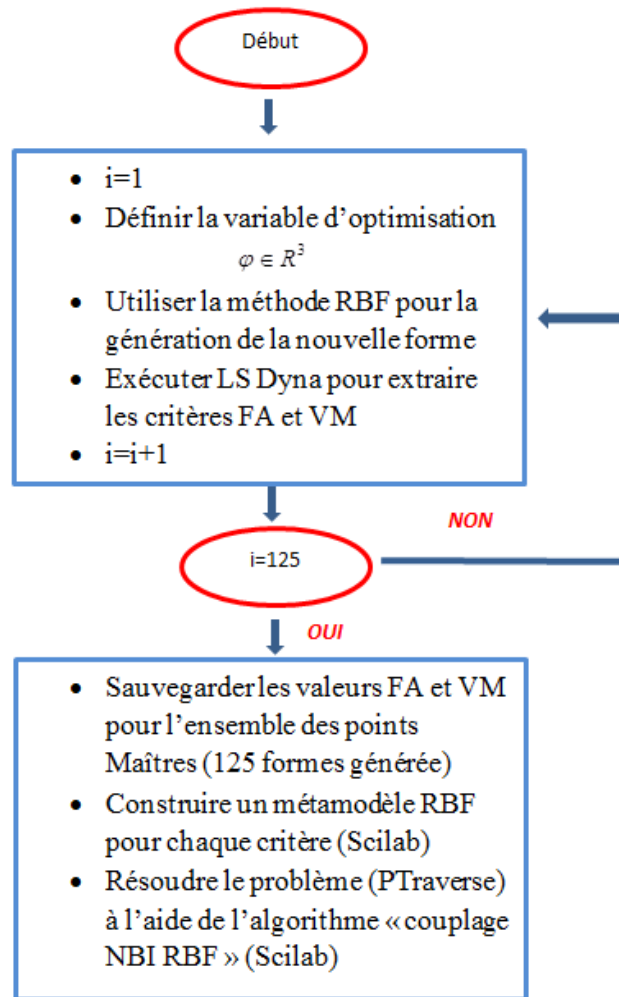 Début
• i=1
• Définir la variable d’optimisation
φ ∈ R³
• Utiliser la méthode RBF pour la
génération de la nouvelle forme
• Exécuter LS Dyna pour extraire
les critères FA et VM
• i=i+1
NON
i=125
OUI
• Sauvegarder les valeurs FA et VM
pour l’ensemble des points
Maîtres (125 formes générée)
• Construire un métamodèle RBF
pour chaque critère (Scilab)
• Résoudre le problème (PTraverse)
à l’aide de l’algorithme « couplage
NBI RBF » (Scilab)